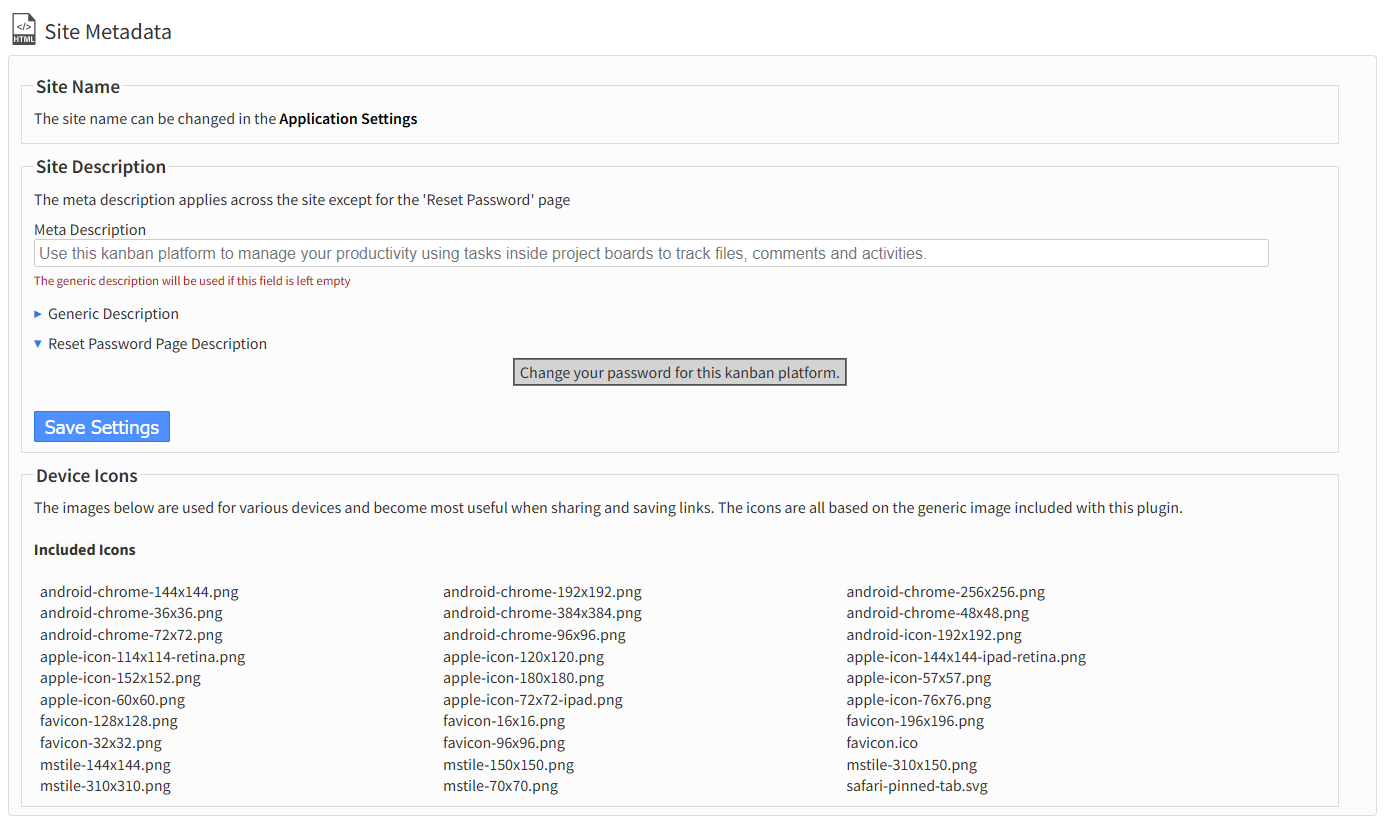 </> HTML Site Metadata
Site Name
The site name can be changed in the Application Settings
Site Description
The meta description applies across the site except for the 'Reset Password' page
Meta Description
Use this kanban platform to manage your productivity using tasks inside project boards to track files, comments and activities.
The generic description will be used if this field is left empty
Generic Description
Reset Password Page Description
Change your password for this kanban platform.
Save Settings
Device Icons
The images below are used for various devices and become most useful when sharing and saving links. The icons are all based on the generic image included with this plugin.
Included Icons
android-chrome-144x144.png android-chrome-192x192.png android-chrome-256x256.png
android-chrome-36x36.png android-chrome-384x384.png android-chrome-48x48.png
android-chrome-72x72.png android-chrome-96x96.png android-icon-192x192.png
apple-icon-114x114-retina.png apple-icon-120x120.png apple-icon-144x144-ipad-retina.png
apple-icon-152x152.png apple-icon-180x180.png apple-icon-57x57.png
apple-icon-60x60.png apple-icon-72x72-ipad.png apple-icon-76x76.png
favicon-128x128.png favicon-16x16.png favicon-196x196.png
favicon-32x32.png favicon-96x96.png favicon.ico
mstile-144x144.png mstile-150x150.png mstile-310x150.png
mstile-310x310.png mstile-70x70.png safari-pinned-tab.svg